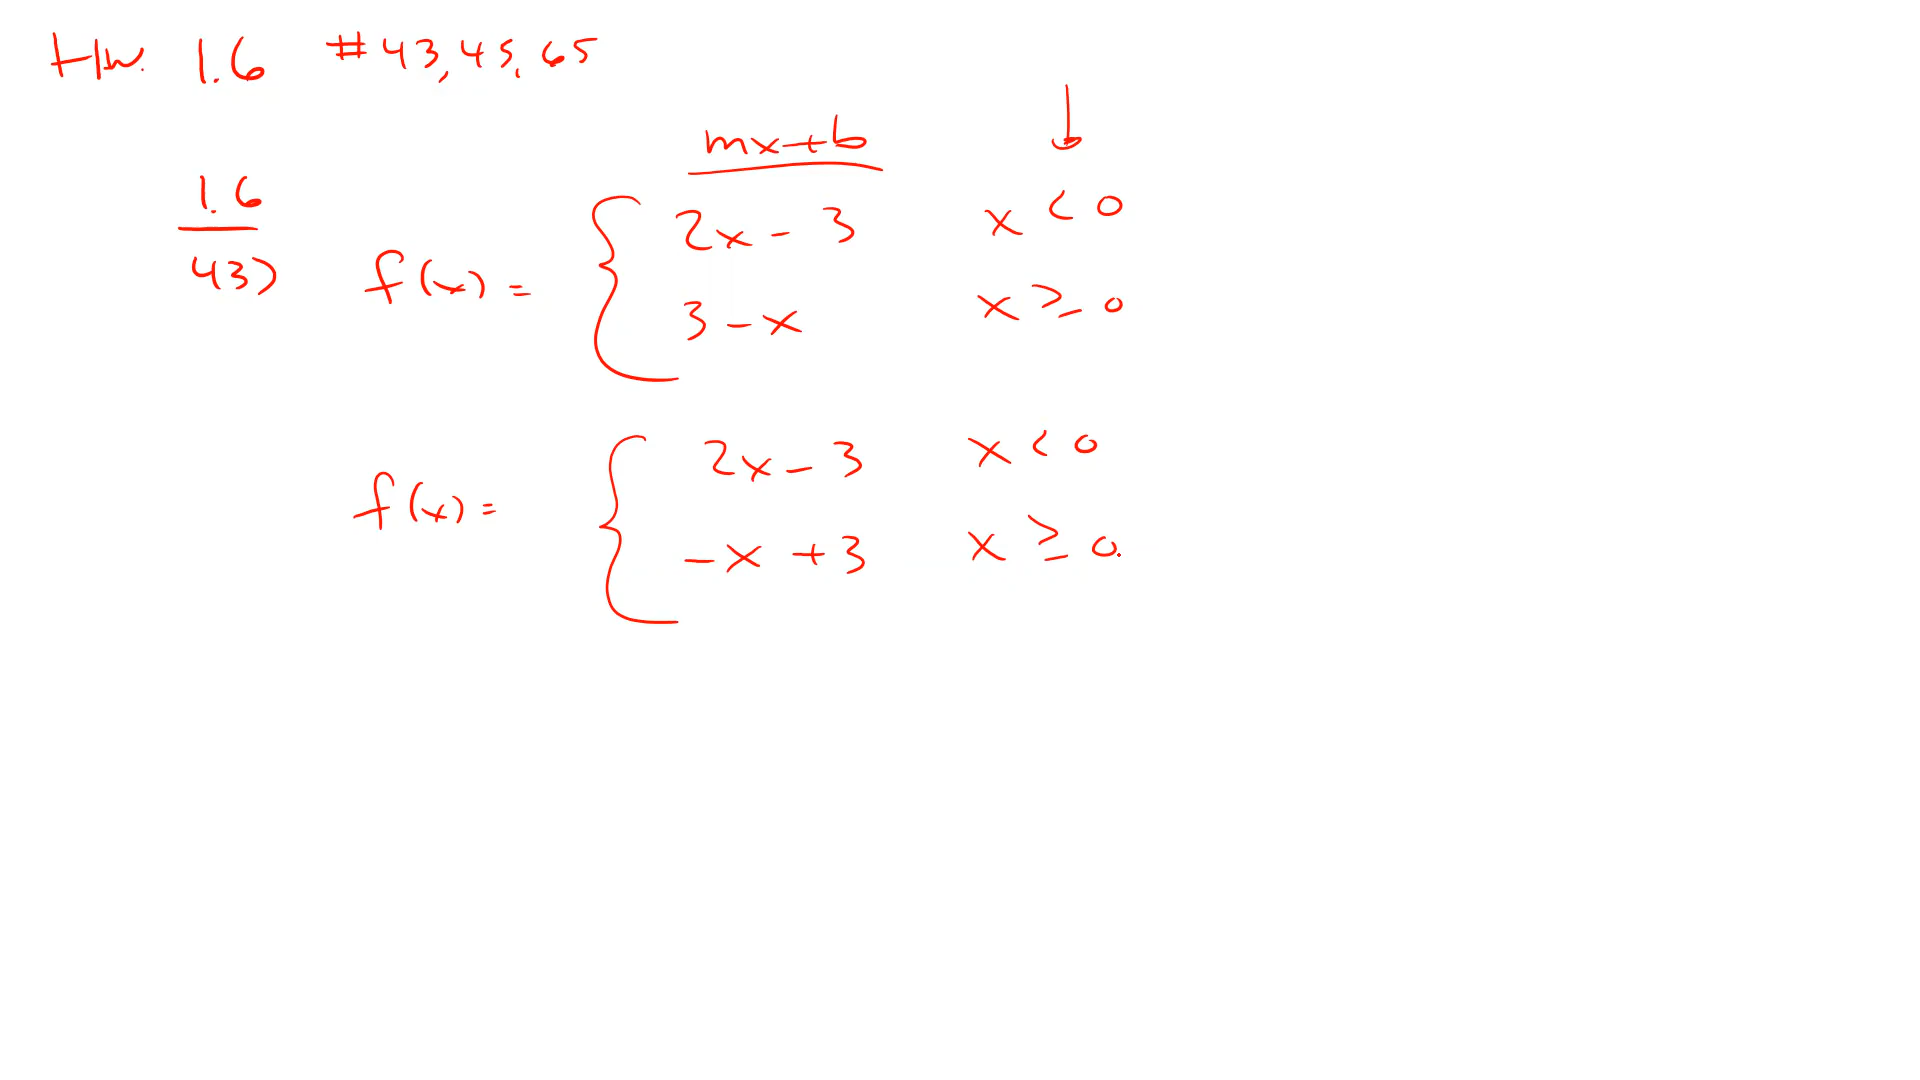 HW. 1.6 #43,45,65
mx+b
1.6
43) f(x) = { 2x - 3 x < 0
3 - x x ≥ 0
f(x) = { 2x - 3 x < 0
-x + 3 x ≥ 0.